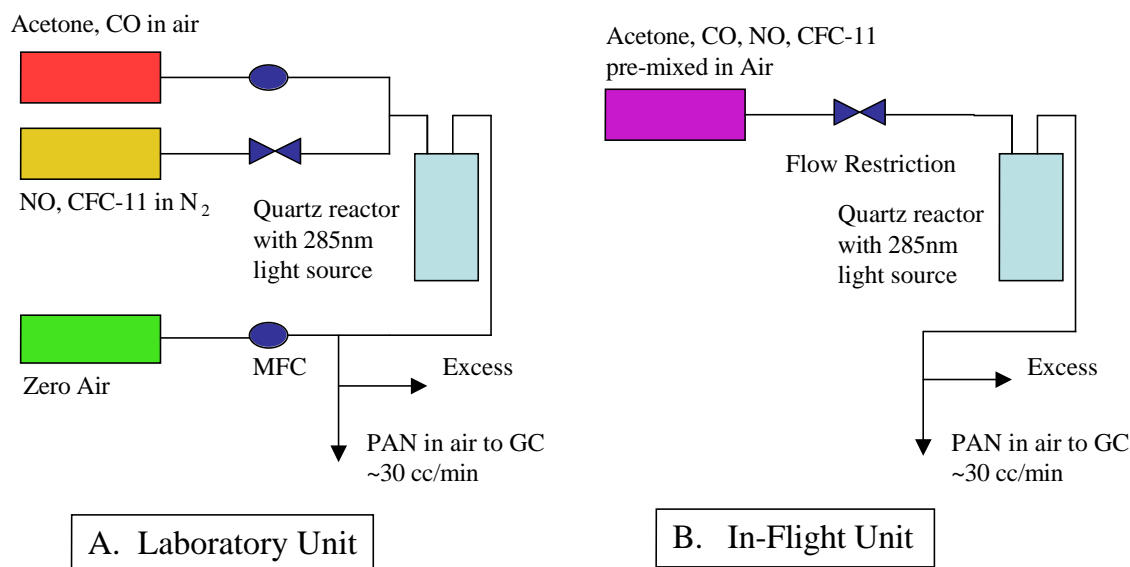 Acetone, CO in air
NO, CFC-11 in N2
Quartz reactor
with 285nm
light source
Zero Air
MFC
Excess
PAN in air to GC
~30 cc/min
A. Laboratory Unit
Acetone, CO, NO, CFC-11
pre-mixed in Air
Flow Restriction
Quartz reactor
with 285nm
light source
Excess
PAN in air to GC
~30 cc/min
B. In-Flight Unit